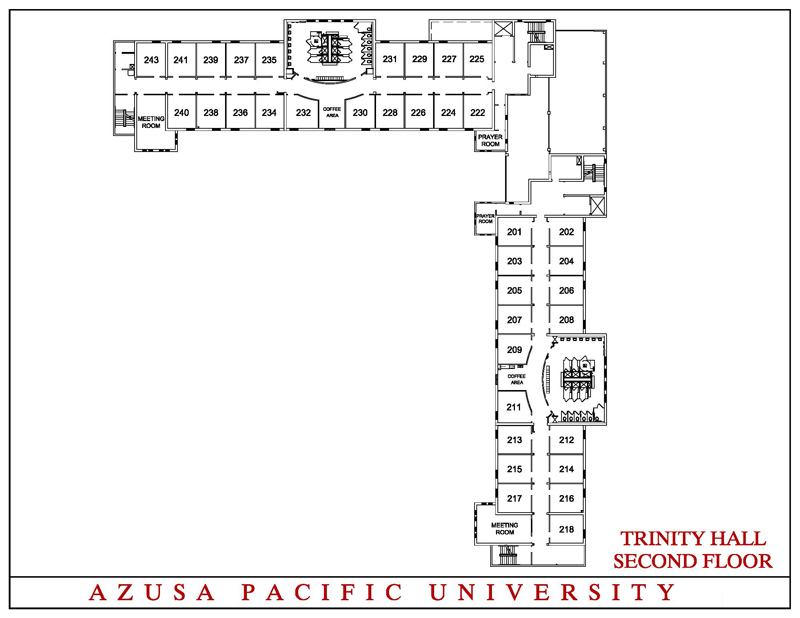 243 241 239 237 235 231 229 227 225
MEETING
ROOM
240 238 236 234 232
COFFEE
AREA
230 228 226 224 222
PRAYER
ROOM
PRAYER
ROOM
201 202
203 204
205 206
207 208
209
COFFEE
AREA
211
213 212
215 214
217 216
MEETING
ROOM
218
TRINITY HALL
SECOND FLOOR
AZUSA PACIFIC UNIVERSITY